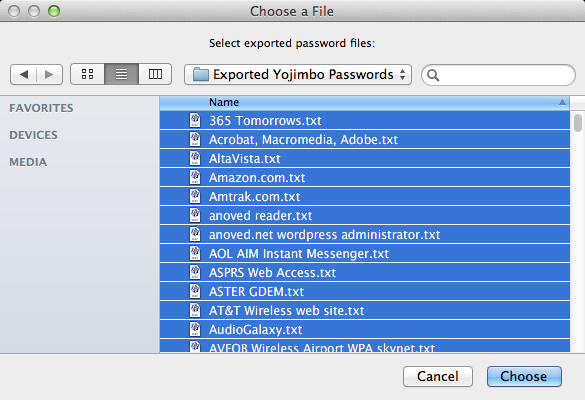 Choose a File
Select exported password files:
Exported Yojimbo Passwords
FAVORITES
DEVICES
MEDIA
Name
365 Tomorrows.txt
Acrobat, Macromedia, Adobe.txt
AltaVista.txt
Amazon.com.txt
Amtrak.com.txt
anoved reader.txt
anoved.net wordpress administrator.txt
AOL AIM Instant Messenger.txt
ASPRS Web Access.txt
ASTER GDEM.txt
AT&T Wireless web site.txt
AudioGalaxy.txt
AVFOB Wireless Airport WPA skynet.txt
Cancel
Choose